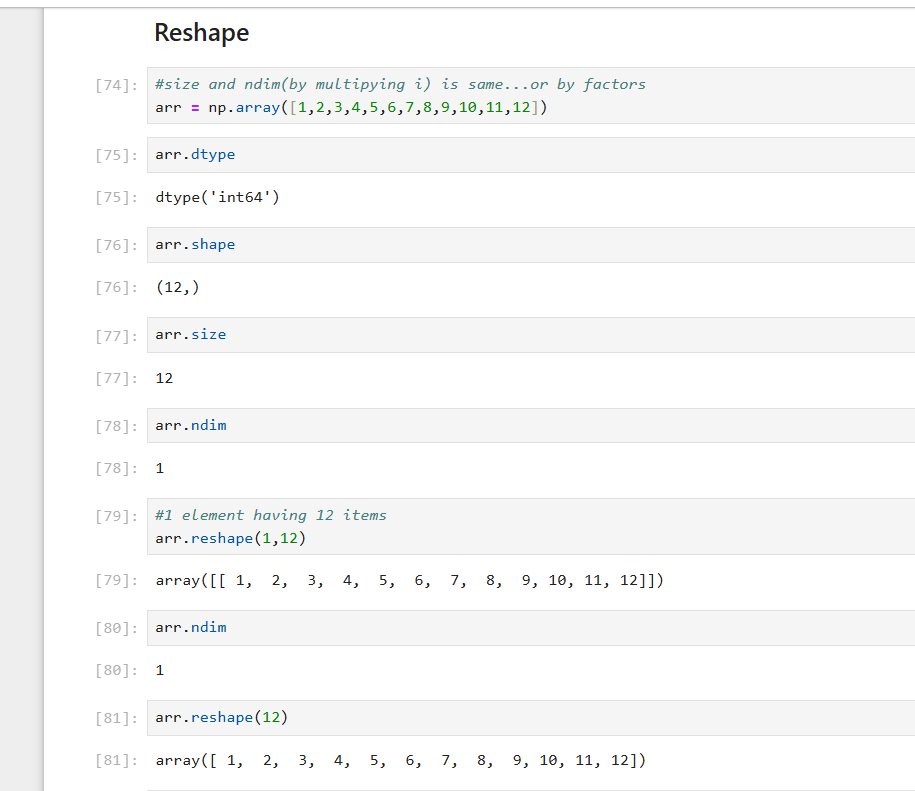 Reshape
[74]: #size and ndim(by multipying i) is same...or by factors
arr = np.array([1,2,3,4,5,6,7,8,9,10,11,12])
[75]: arr.dtype
[75]: dtype('int64')
[76]: arr.shape
[76]: (12,)
[77]: arr.size
[77]: 12
[78]: arr.ndim
[78]: 1
[79]: #1 element having 12 items
arr.reshape(1,12)
[79]: array([[ 1,  2,  3,  4,  5,  6,  7,  8,  9, 10, 11, 12]])
[80]: arr.ndim
[80]: 1
[81]: arr.reshape(12)
[81]: array([ 1,  2,  3,  4,  5,  6,  7,  8,  9, 10, 11, 12])